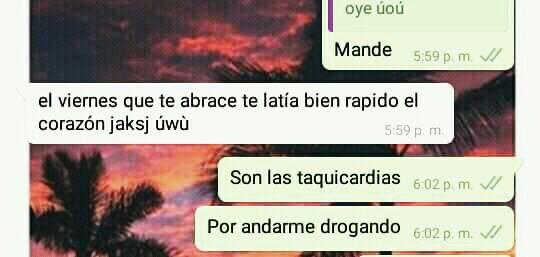 oye úoú
Mande
5:59 p. m.
el viernes que te abrace te latía bien rapido el
corazón jaksj úwù
5:59 p. m.
Son las taquicardias
6:02 p. m.
Por andarme drogando
6:02 p. m.